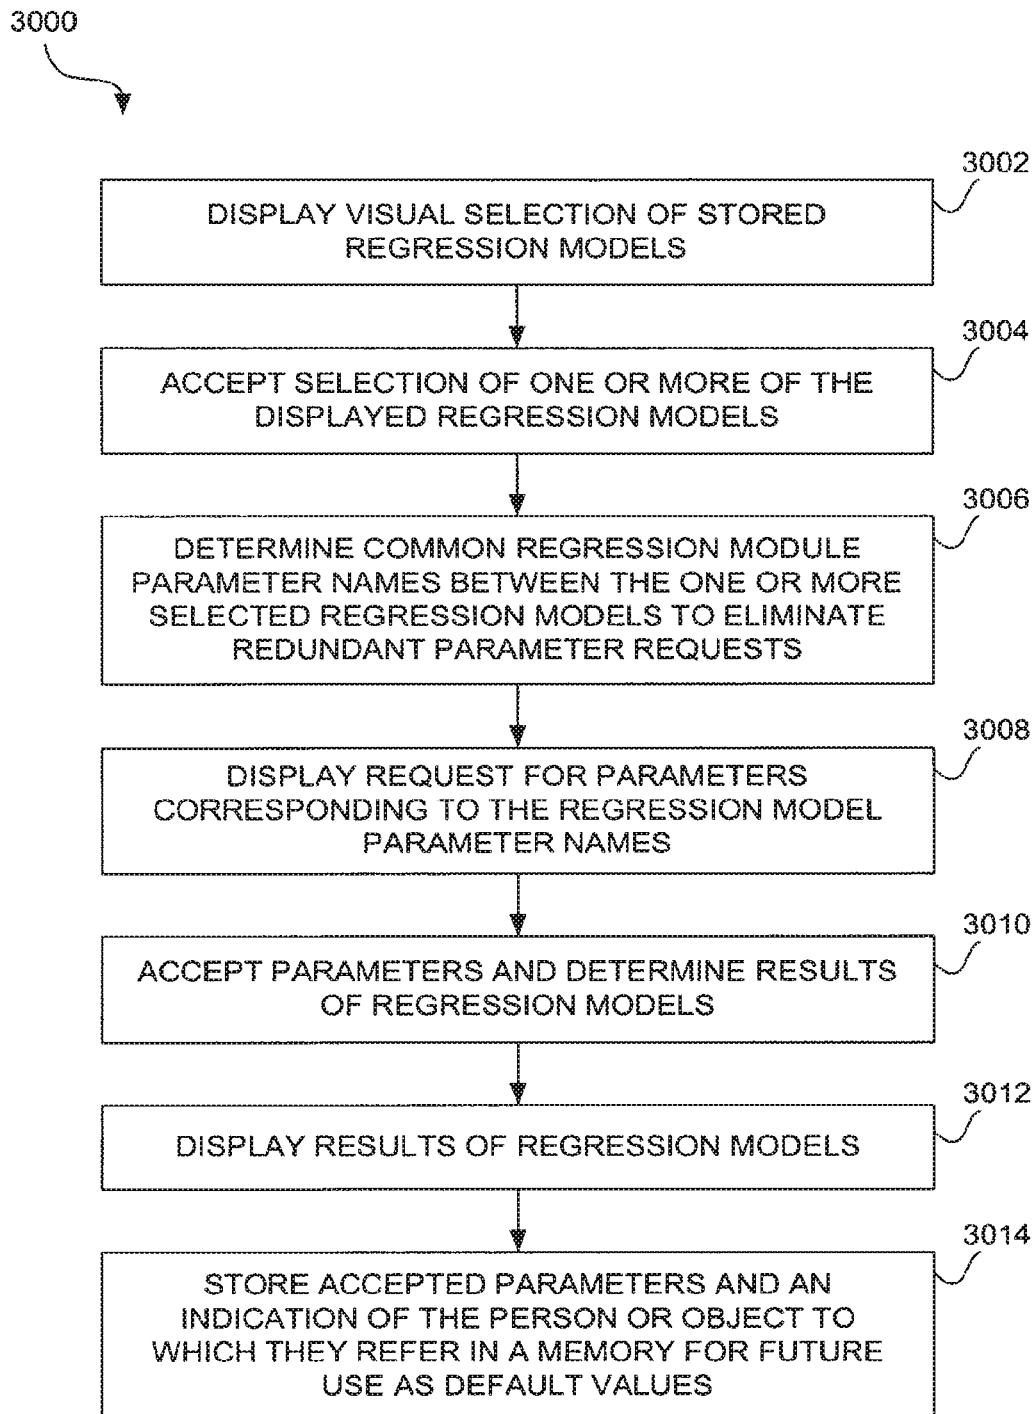 3000
3002
DISPLAY VISUAL SELECTION OF STORED
REGRESSION MODELS
3004
ACCEPT SELECTION OF ONE OR MORE OF THE
DISPLAYED REGRESSION MODELS
3006
DETERMINE COMMON REGRESSION MODULE
PARAMETER NAMES BETWEEN THE ONE OR MORE
SELECTED REGRESSION MODELS TO ELIMINATE
REDUNDANT PARAMETER REQUESTS
3008
DISPLAY REQUEST FOR PARAMETERS
CORRESPONDING TO THE REGRESSION MODEL
PARAMETER NAMES
3010
ACCEPT PARAMETERS AND DETERMINE RESULTS
OF REGRESSION MODELS
3012
DISPLAY RESULTS OF REGRESSION MODELS
3014
STORE ACCEPTED PARAMETERS AND AN
INDICATION OF THE PERSON OR OBJECT TO
WHICH THEY REFER IN A MEMORY FOR FUTURE
USE AS DEFAULT VALUES